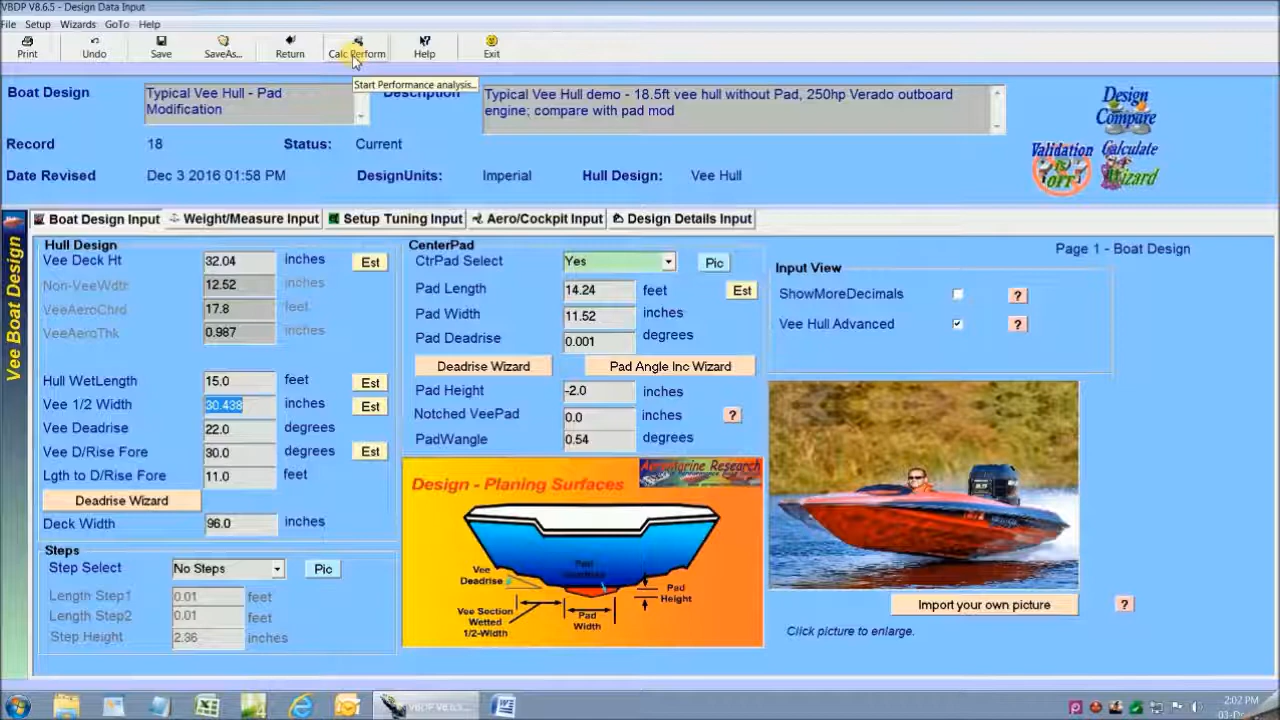 VBDP V8.6.5 - Design Data Input
File Setup Wizards GoTo Help
Print Undo Save SaveAs... Return Calc Perform Help Exit
Start Performance analysis...
Boat Design
Typical Vee Hull - Pad
Modification
Description
Typical Vee Hull demo - 18.5ft vee hull without Pad, 250hp Verado outboard
engine; compare with pad mod
Design
Compare
Record 18 Status: Current
Validation
is
OFF
Calculate
Wizard
Date Revised Dec 3 2016 01:58 PM DesignUnits: Imperial Hull Design: Vee Hull
Boat Design Input Weight/Measure Input Setup Tuning Input Aero/Cockpit Input Design Details Input
Vee Boat Design
Hull Design
Vee Deck Ht 32.04 inches Est
Non-VeeWdtr 12.52 inches
VeeAeroChrd 17.8 feet
VeeAeroThk 0.987 inches
Hull WetLength 15.0 feet Est
Vee 1/2 Width 30.438 inches Est
Vee Deadrise 22.0 degrees
Vee D/Rise Fore 30.0 degrees Est
Lgth to D/Rise Fore 11.0 feet
Deadrise Wizard
Deck Width 96.0 inches
Steps
Step Select No Steps Pic
Length Step1 0.01 feet
Length Step2 0.01 feet
Step Height 2.36 inches
CenterPad
CtrPad Select Yes Pic
Pad Length 14.24 feet Est
Pad Width 11.52 inches
Pad Deadrise 0.001 degrees
Deadrise Wizard Pad Angle Inc Wizard
Pad Height -2.0 inches
Notched VeePad 0.0 inches ?
PadWangle 0.54 degrees
AeroMarine Research
Design - Planing Surfaces
Vee
Deadrise
Pad
Deadrise
Pad
Height
Vee Section
Wetted
1/2-Width
Pad
Width
Page 1 - Boat Design
Input View
ShowMoreDecimals ?
Vee Hull Advanced ?
Import your own picture ?
Click picture to enlarge.
VBDP V8.6.5...
2:02 PM